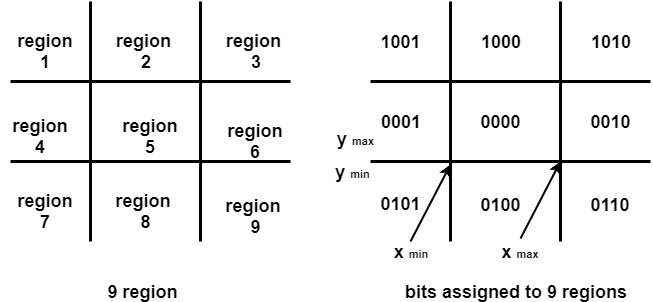 region
1
region
2
region
3
region
4
region
5
region
6
region
7
region
8
region
9
9 region
1001 1000 1010
0001 0000 0010
y max
y min
0101 0100 0110
x min
x max
bits assigned to 9 regions